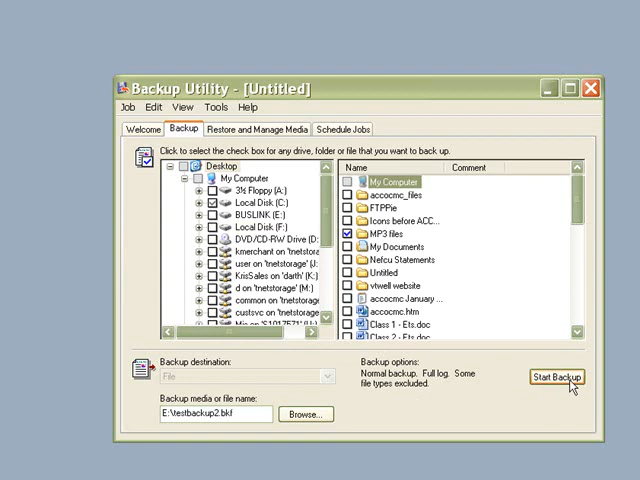 Backup Utility - [Untitled]
Job Edit View Tools Help
Welcome Backup Restore and Manage Media Schedule Jobs
Click to select the check box for any drive, folder or file that you want to back up.
Desktop
My Computer
3½ Floppy (A:)
Local Disk (C:)
BUSLINK (E:)
Local Disk (F:)
DVD/CD-RW Drive (D:
kmerchant on 'tnetstora
user on 'tnetstorage' (J:
KrisSales on 'darth' (K:)
d on 'tnetstorage' (M:)
common on 'tnetstorage
custsvc on 'tnetstorage'
Name Comment
My Computer
accocmc_files
FTPPie
Icons before ACC...
MP3 files
My Documents
Nefcu Statements
Untitled
vtwell website
accocmc January ...
accocmc.htm
Class 1 - Ets.doc
Class 2 - Ets.doc
Backup destination:
File
Backup media or file name:
E:\testbackup2.bkf
Browse...
Backup options:
Normal backup. Full log. Some
file types excluded.
Start Backup